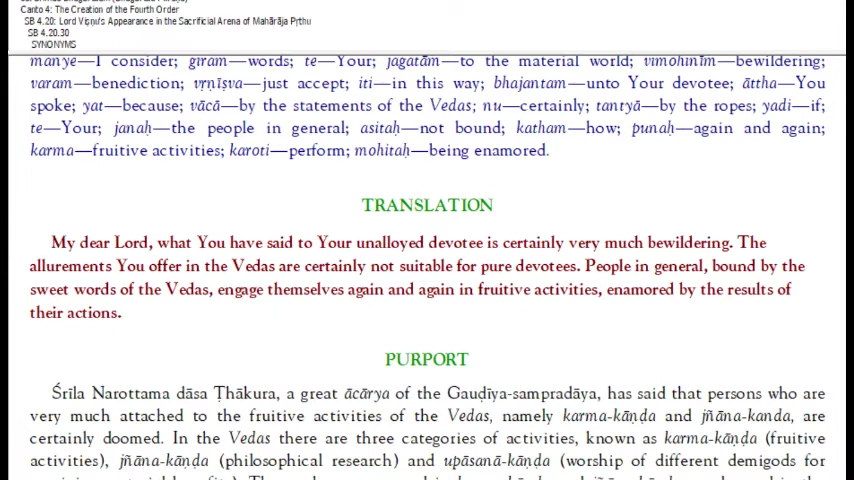 Canto 4: The Creation of the Fourth Order
SB 4.20: Lord Viṣṇu's Appearance in the Sacrificial Arena of Mahārāja Pṛthu
SB 4.20.30
SYNONYMS
manye—I consider; giram—words; te—Your; jagatām—to the material world; vimohinīm—bewildering;
varam—benediction; vṛṇīṣva—just accept; iti—in this way; bhajantam—unto Your devotee; āttha—You
spoke; yat—because; vācā—by the statements of the Vedas; nu—certainly; tantyā—by the ropes; yadi—if;
te—Your; janaḥ—the people in general; asitaḥ—not bound; katham—how; punaḥ—again and again;
karma—fruitive activities; karoti—perform; mohitaḥ—being enamored.
TRANSLATION
My dear Lord, what You have said to Your unalloyed devotee is certainly very much bewildering. The
allurements You offer in the Vedas are certainly not suitable for pure devotees. People in general, bound by the
sweet words of the Vedas, engage themselves again and again in fruitive activities, enamored by the results of
their actions.
PURPORT
Śrīla Narottama dāsa Ṭhākura, a great ācārya of the Gauḍīya-sampradāya, has said that persons who are
very much attached to the fruitive activities of the Vedas, namely karma-kāṇḍa and jñāna-kanda, are
certainly doomed. In the Vedas there are three categories of activities, known as karma-kāṇḍa (fruitive
activities), jñāna-kāṇḍa (philosophical research) and upāsanā-kāṇḍa (worship of different demigods for